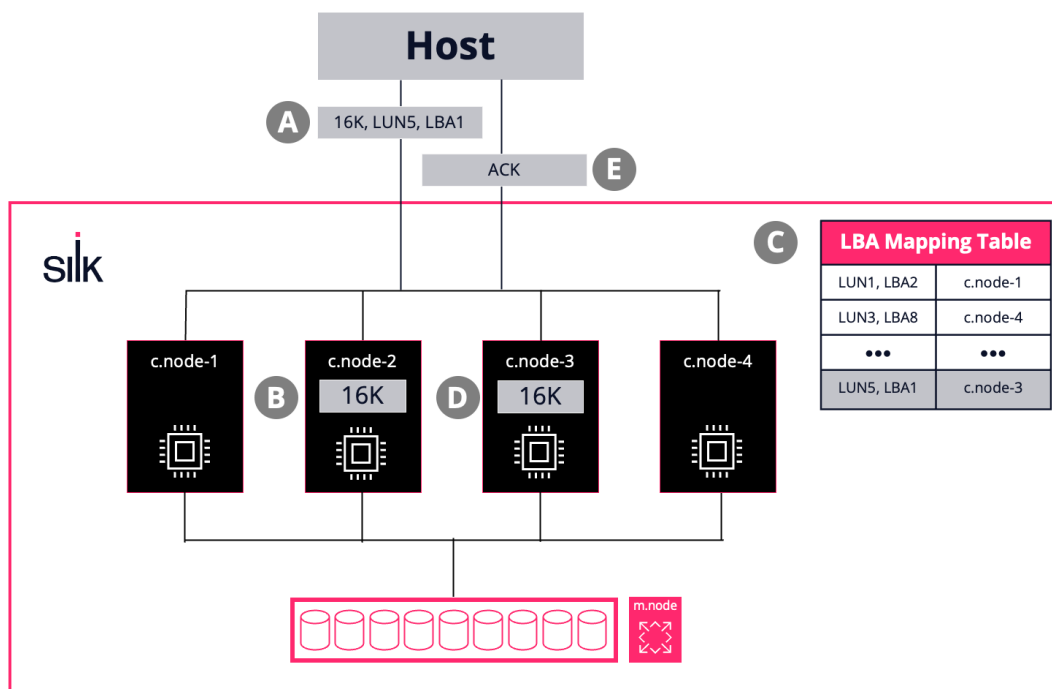 Host
A
16K, LUN5, LBA1
ACK
E
silk
C
LBA Mapping Table
LUN1, LBA2 c.node-1
LUN3, LBA8 c.node-4
••• •••
LUN5, LBA1 c.node-3
c.node-1
B
c.node-2
16K
D
c.node-3
16K
c.node-4
m.node